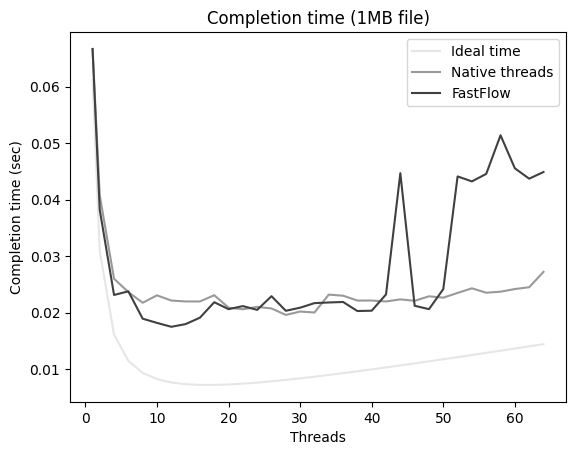 Completion time (1MB file)
Ideal time
Native threads
FastFlow
Completion time (sec)
0.06
0.05
0.04
0.03
0.02
0.01
0 10 20 30 40 50 60
Threads